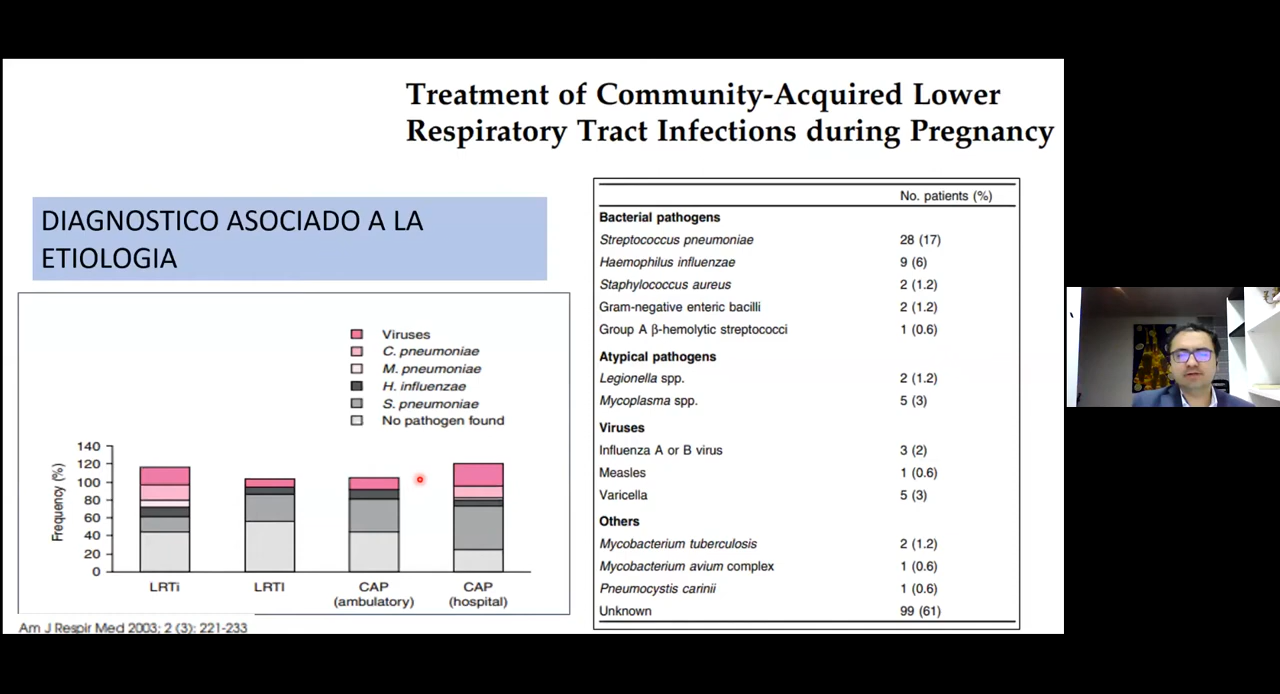 Treatment of Community-Acquired Lower
Respiratory Tract Infections during Pregnancy
DIAGNOSTICO ASOCIADO A LA
ETIOLOGIA
Viruses
C. pneumoniae
M. pneumoniae
H. influenzae
S. pneumoniae
No pathogen found
Frequency (%)
140
120
100
80
60
40
20
0
LRTi
LRTI
CAP
(ambulatory)
CAP
(hospital)
Am J Respir Med 2003; 2 (3): 221-233
No. patients (%)
Bacterial pathogens
Streptococcus pneumoniae 28 (17)
Haemophilus influenzae 9 (6)
Staphylococcus aureus 2 (1.2)
Gram-negative enteric bacilli 2 (1.2)
Group A β-hemolytic streptococci 1 (0.6)
Atypical pathogens
Legionella spp. 2 (1.2)
Mycoplasma spp. 5 (3)
Viruses
Influenza A or B virus 3 (2)
Measles 1 (0.6)
Varicella 5 (3)
Others
Mycobacterium tuberculosis 2 (1.2)
Mycobacterium avium complex 1 (0.6)
Pneumocystis carinii 1 (0.6)
Unknown 99 (61)